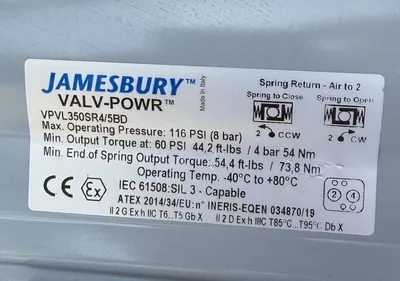 JAMESBURY™
VALV-POWR™
Made in Italy
VPVL350SR4/5BD
Spring Return - Air to 2
Spring to Close
Spring to Open
2 CCW
2 CW
Max. Operating Pressure: 116 PSI (8 bar)
Min. Output Torque at: 60 PSI 44,2 ft-lbs / 4 bar 54 Nm
Min. End of Spring Output Torque: 54,4 ft-lbs / 73,8 Nm
Operating Temp. -40°C to +80°C
CE Ex
IEC 61508:SIL 3 - Capable
ATEX 2014/34/EU: n° INERIS-EQEN 034870/19
II 2 G Ex h IIC T6...T5 Gb X
II 2 D Ex h IIIC T85°C...T95°C Db X